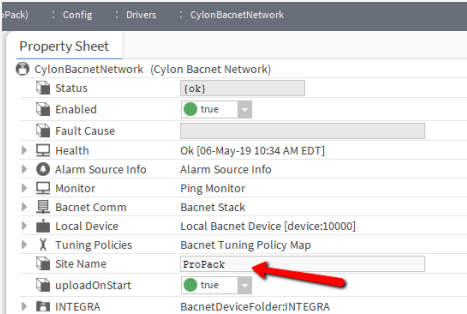 oPack) : Config : Drivers : CylonBacnetNetwork
Property Sheet
CylonBacnetNetwork (Cylon Bacnet Network)
Status {ok}
Enabled true
Fault Cause
Health Ok [06-May-19 10:34 AM EDT]
Alarm Source Info Alarm Source Info
Monitor Ping Monitor
Bacnet Comm Bacnet Stack
Local Device Local Bacnet Device [device:10000]
Tuning Policies Bacnet Tuning Policy Map
Site Name ProPack
uploadOnStart true
INTEGRA BacnetDeviceFolder:INTEGRA